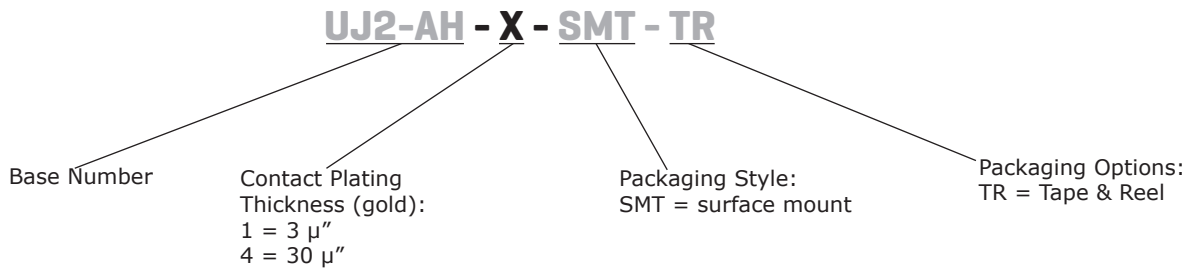 UJ2-AH - X - SMT - TR
Base Number
Contact Plating
Thickness (gold):
1 = 3 µ"
4 = 30 µ"
Packaging Style:
SMT = surface mount
Packaging Options:
TR = Tape & Reel